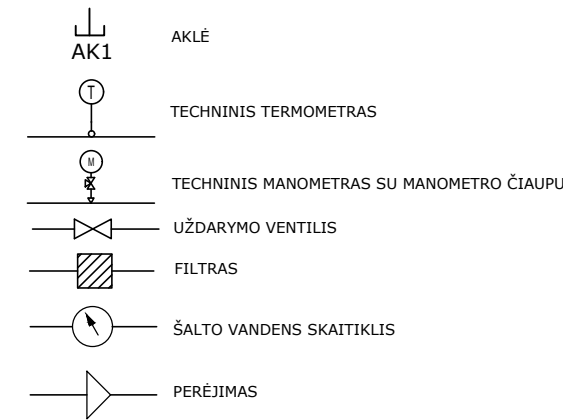 AK1
AKLĖ
T
TECHNINIS TERMOMETRAS
M
TECHNINIS MANOMETRAS SU MANOMETRO ČIAUPU
UŽDARYMO VENTILIS
FILTRAS
ŠALTO VANDENS SKAITIKLIS
PERĖJIMAS